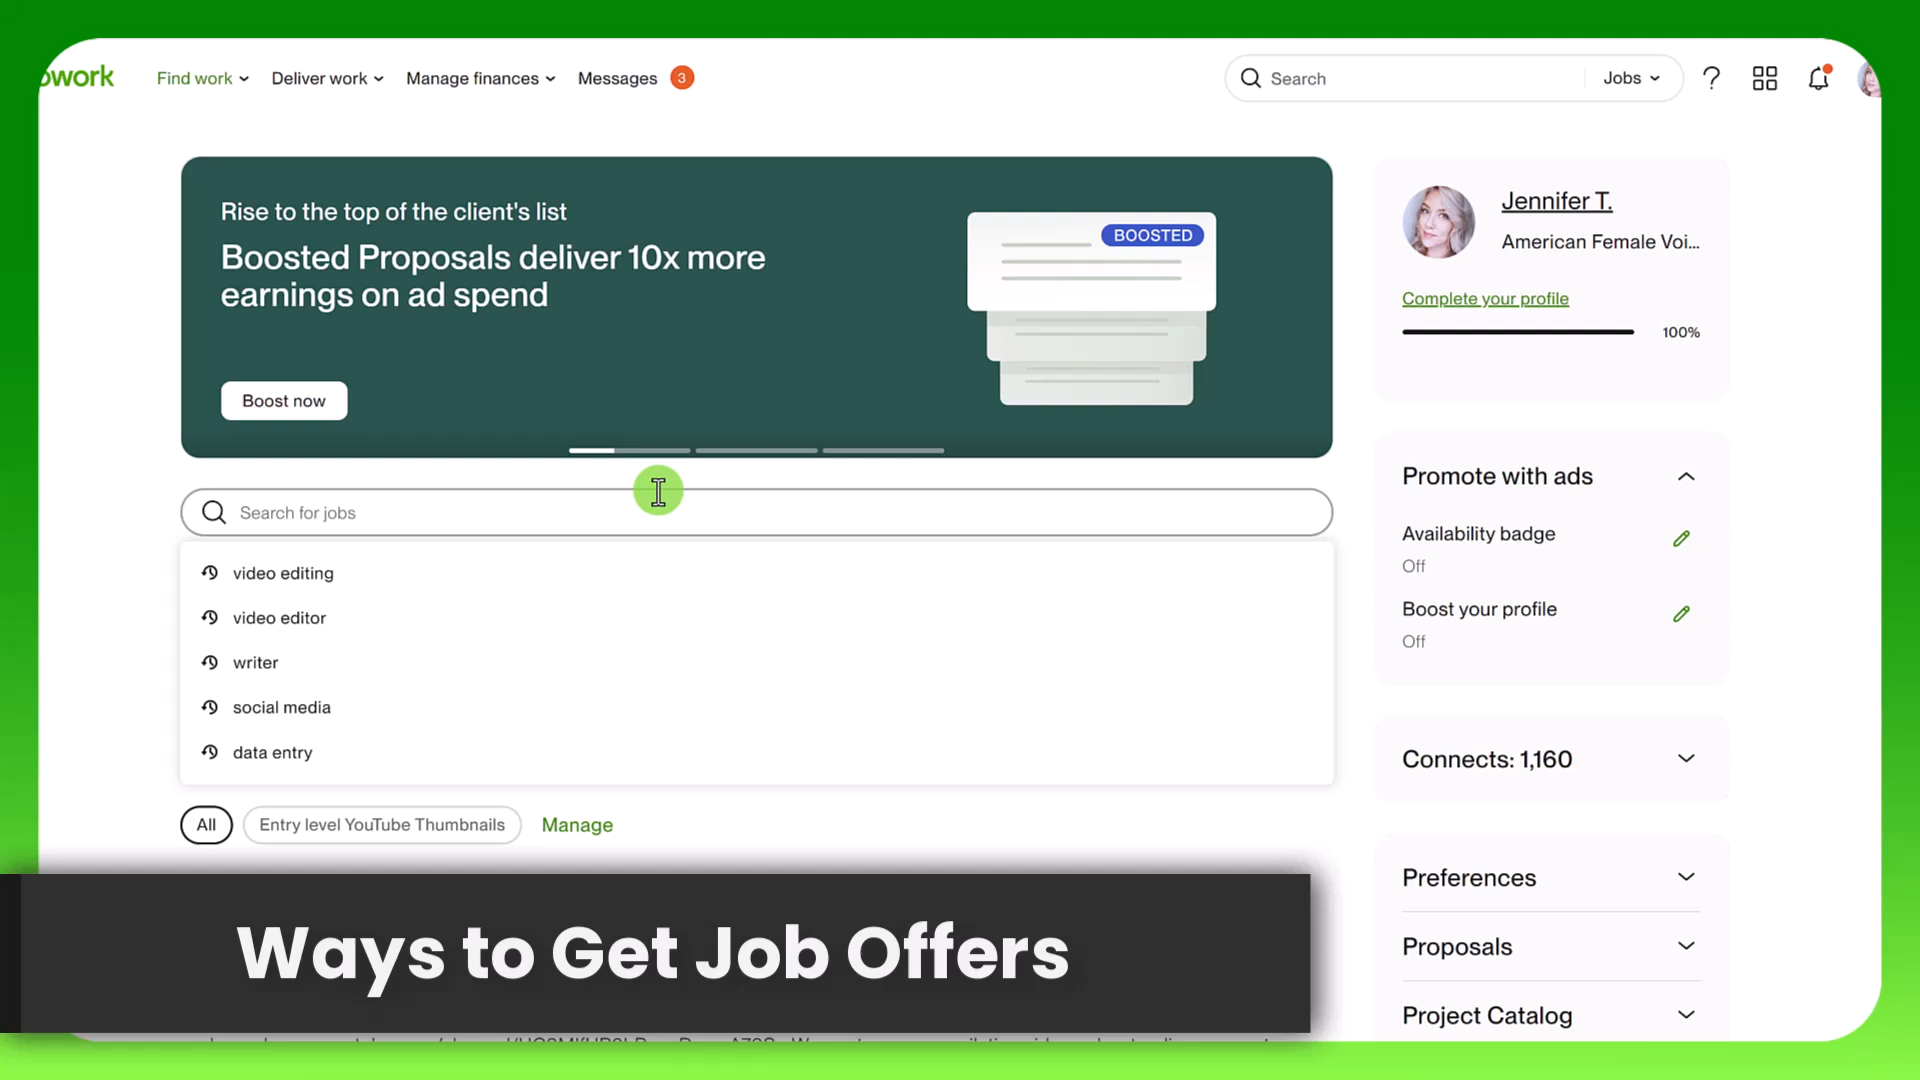 owork
Find work
Deliver work
Manage finances
Messages
3
Search
Jobs
Rise to the top of the client's list
Boosted Proposals deliver 10x more
earnings on ad spend
BOOSTED
Boost now
Jennifer T.
American Female Voi...
Complete your profile
100%
Promote with ads
Availability badge
Off
Boost your profile
Off
Search for jobs
video editing
video editor
writer
social media
data entry
Connects: 1,160
All
Entry level YouTube Thumbnails
Manage
Preferences
Proposals
Project Catalog
Ways to Get Job Offers